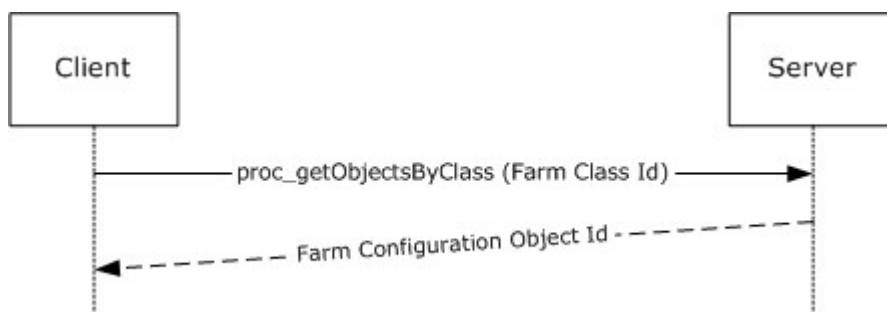 Client
Server
proc_getObjectsByClass (Farm Class Id)
Farm Configuration Object Id